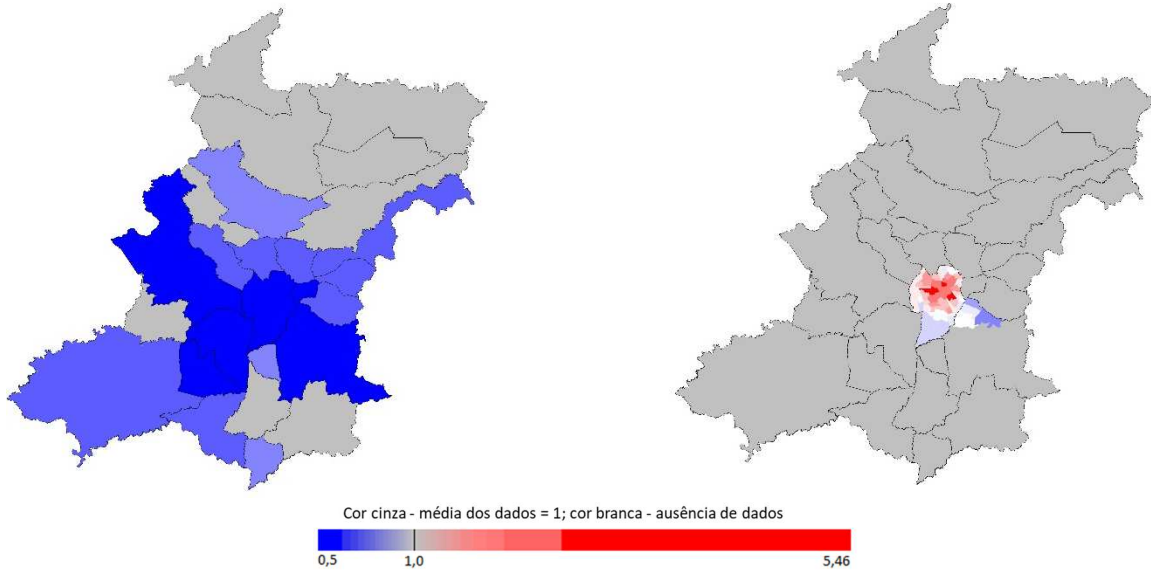 Cor cinza - média dos dados = 1; cor branca - ausência de dados
0,5 1,0 5,46